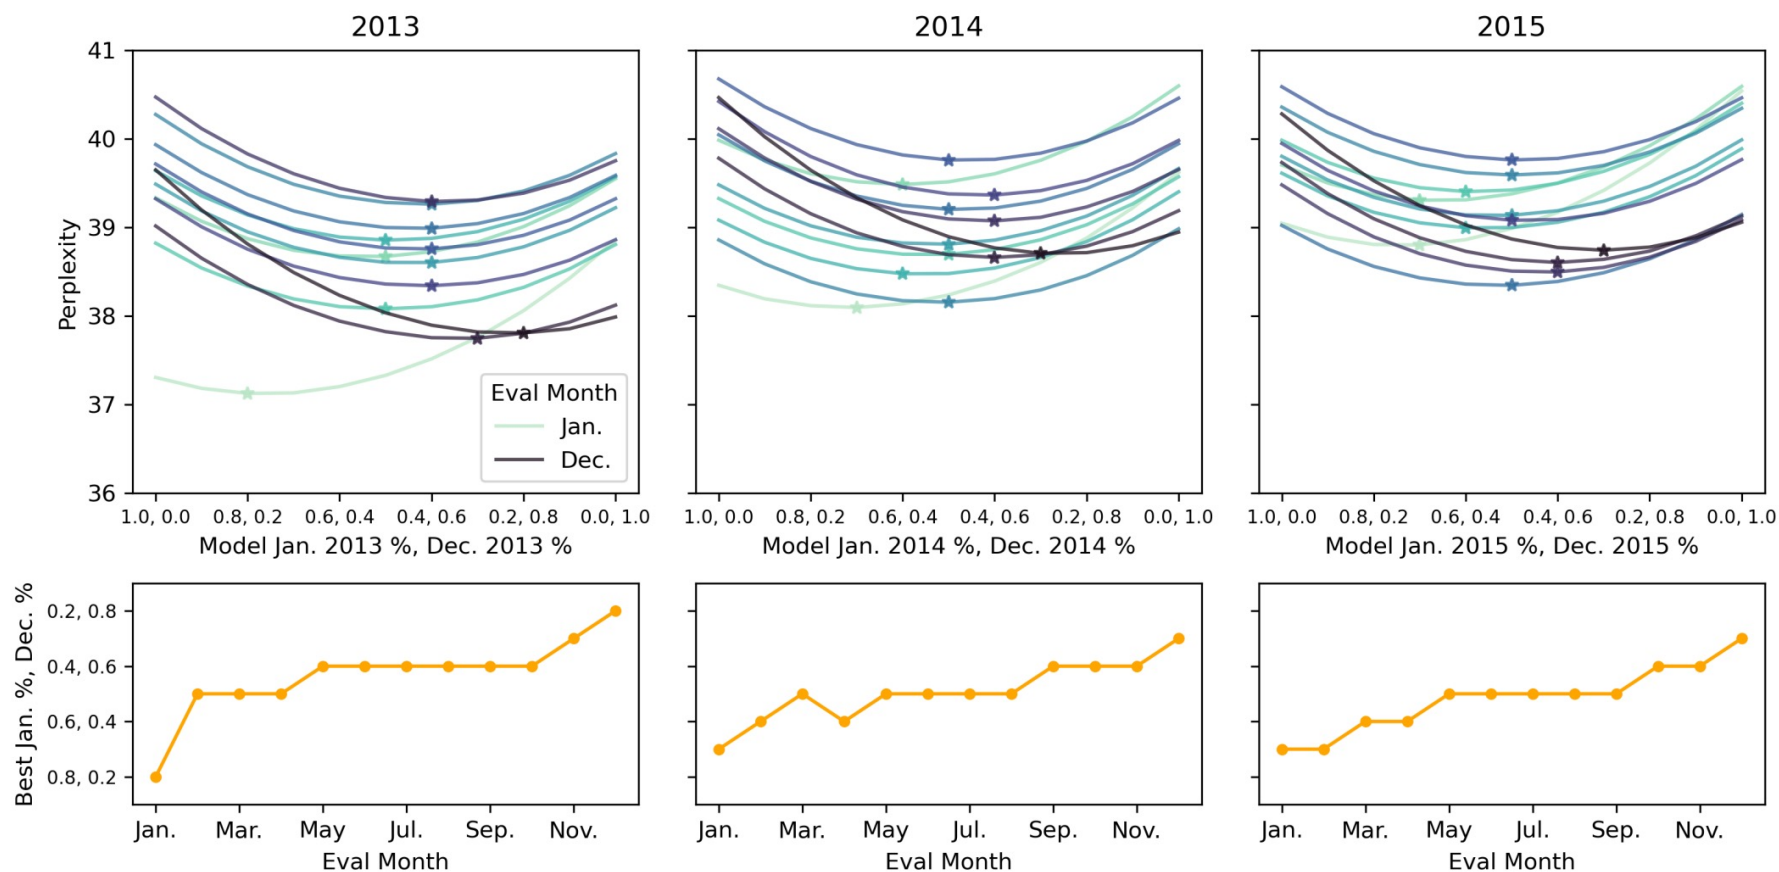 2013
2014
2015
Perplexity
41
40
39
38
37
36
Eval Month
Jan.
Dec.
1.0, 0.0
0.8, 0.2
0.6, 0.4
0.4, 0.6
0.2, 0.8
0.0, 1.0
Model Jan. 2013 %, Dec. 2013 %
1.0, 0.0
0.8, 0.2
0.6, 0.4
0.4, 0.6
0.2, 0.8
0.0, 1.0
Model Jan. 2014 %, Dec. 2014 %
1.0, 0.0
0.8, 0.2
0.6, 0.4
0.4, 0.6
0.2, 0.8
0.0, 1.0
Model Jan. 2015 %, Dec. 2015 %
Best Jan. %, Dec. %
0.2, 0.8
0.4, 0.6
0.6, 0.4
0.8, 0.2
Jan.
Mar.
May
Jul.
Sep.
Nov.
Eval Month
Jan.
Mar.
May
Jul.
Sep.
Nov.
Eval Month
Jan.
Mar.
May
Jul.
Sep.
Nov.
Eval Month